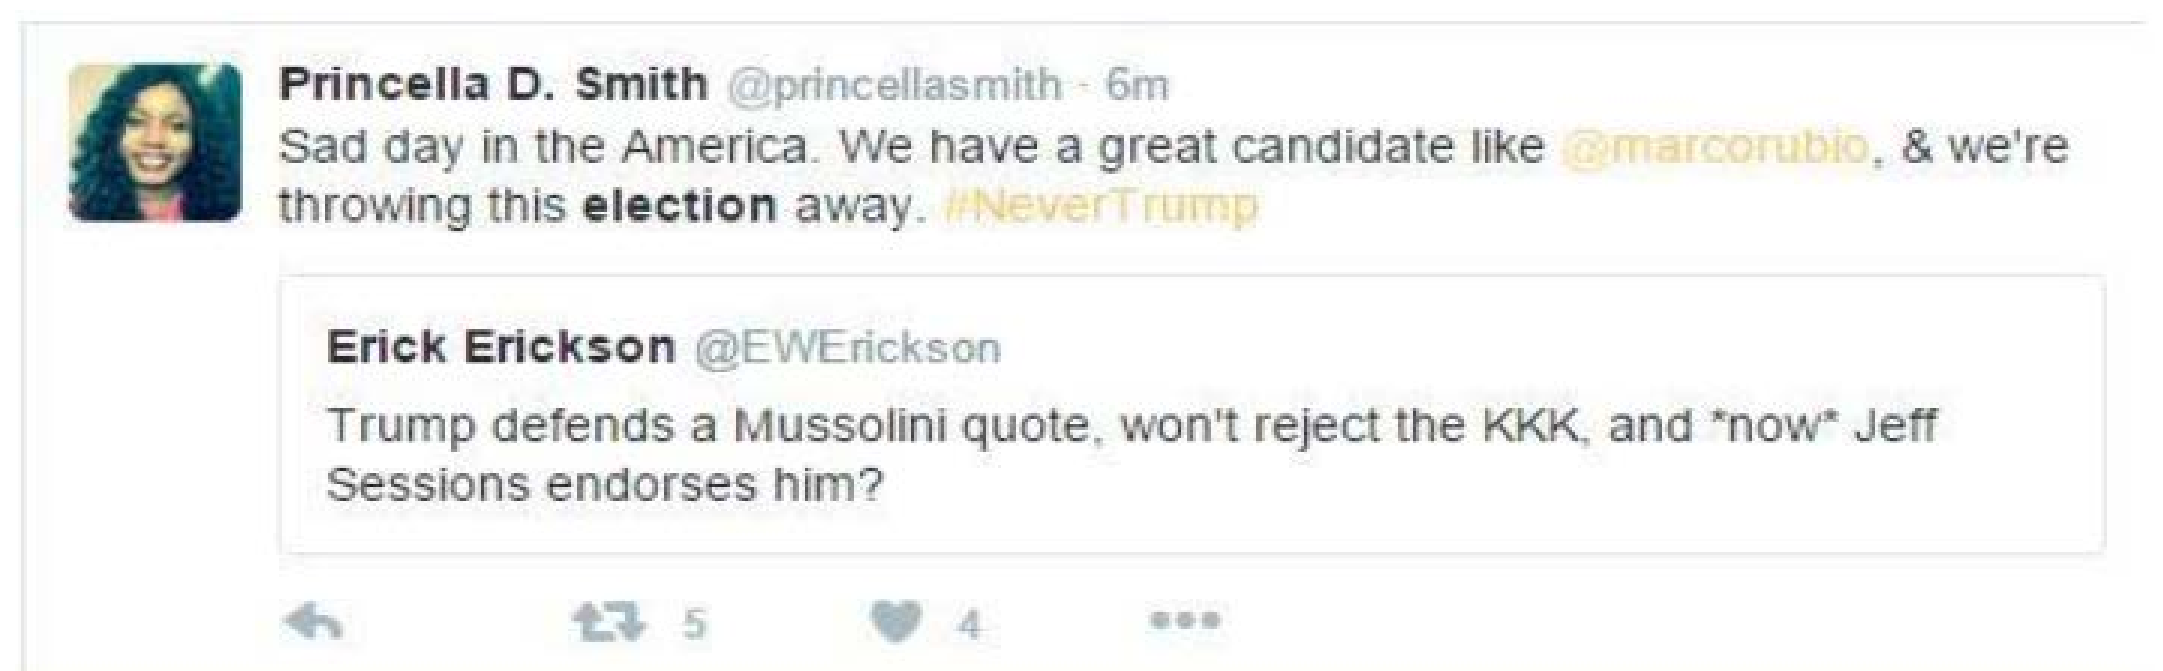 Princella D. Smith @princellasmith · 6m
Sad day in the America. We have a great candidate like @marcorubio, & we're
throwing this election away. #NeverTrump
Erick Erickson @EWErickson
Trump defends a Mussolini quote, won't reject the KKK, and *now* Jeff
Sessions endorses him?
5 4